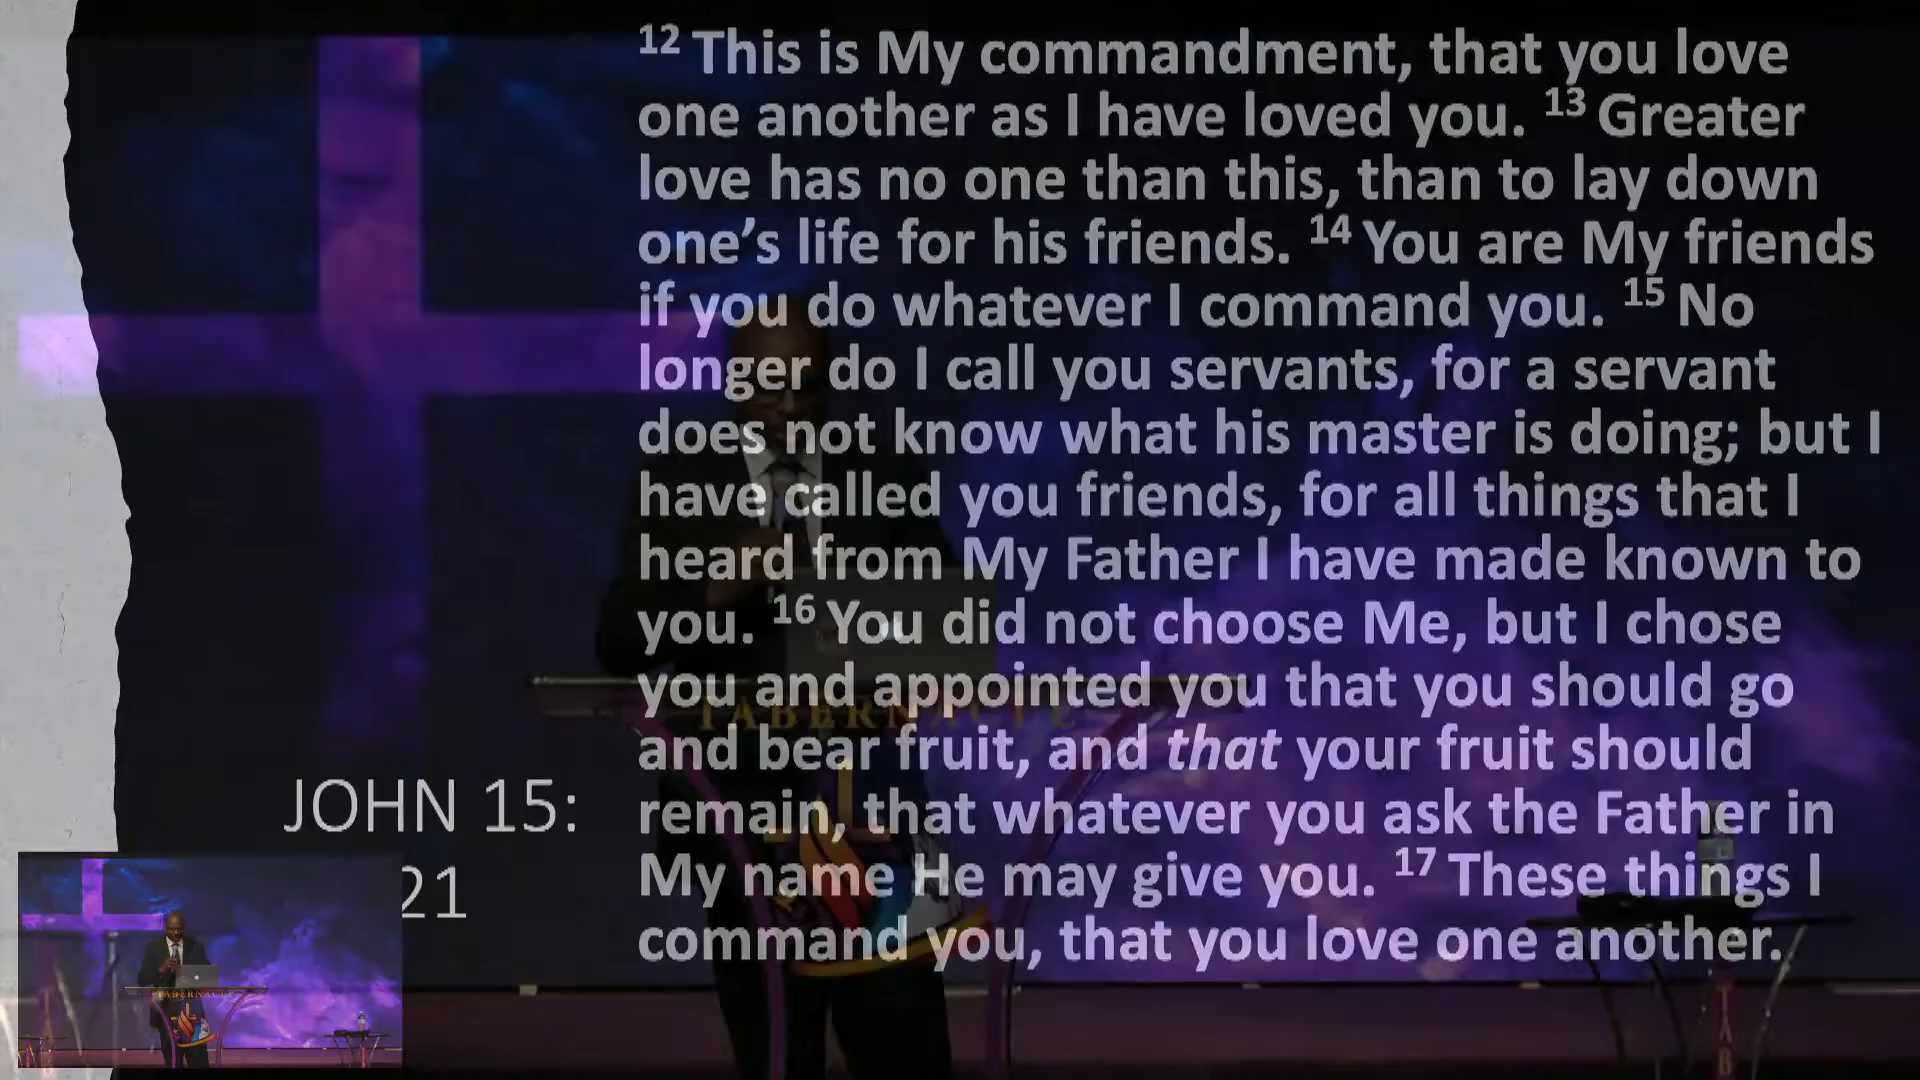 12 This is My commandment, that you love
one another as I have loved you. 13 Greater
love has no one than this, than to lay down
one’s life for his friends. 14 You are My friends
if you do whatever I command you. 15 No
longer do I call you servants, for a servant
does not know what his master is doing; but I
have called you friends, for all things that I
heard from My Father I have made known to
you. 16 You did not choose Me, but I chose
you and appointed you that you should go
and bear fruit, and that your fruit should
remain, that whatever you ask the Father in
My name He may give you. 17 These things I
command you, that you love one another.
JOHN 15:
21
TABERNACLE
TABERNACLE
TAB